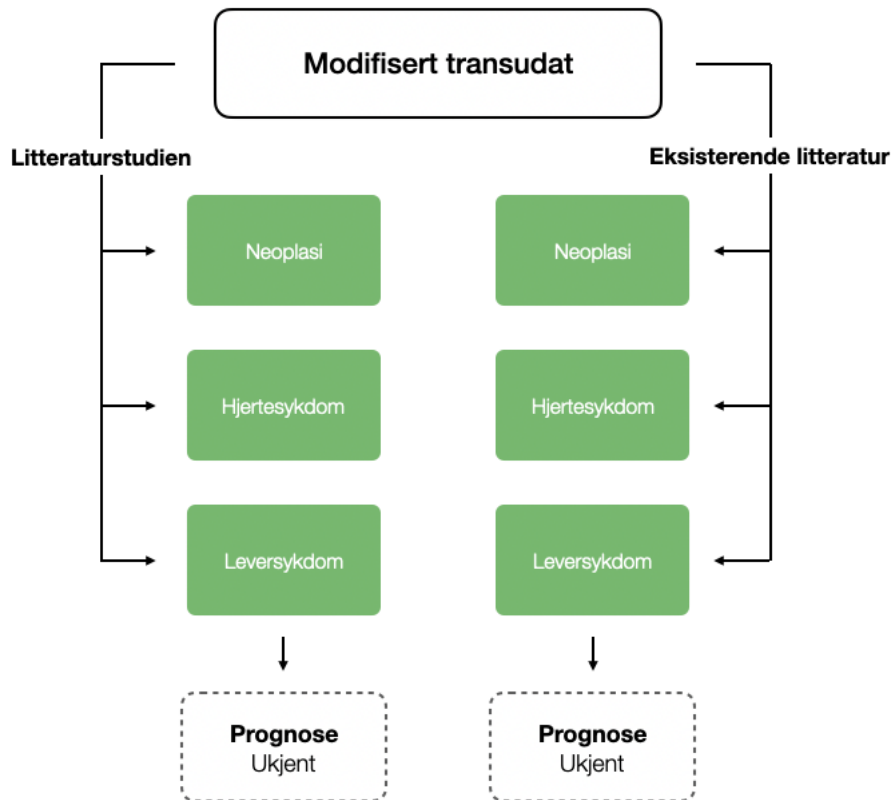 Modifisert transudat
Litteraturstudien
Eksisterende litteratur
Neoplasi
Neoplasi
Hjertesykdom
Hjertesykdom
Leversykdom
Leversykdom
Prognose
Ukjent
Prognose
Ukjent